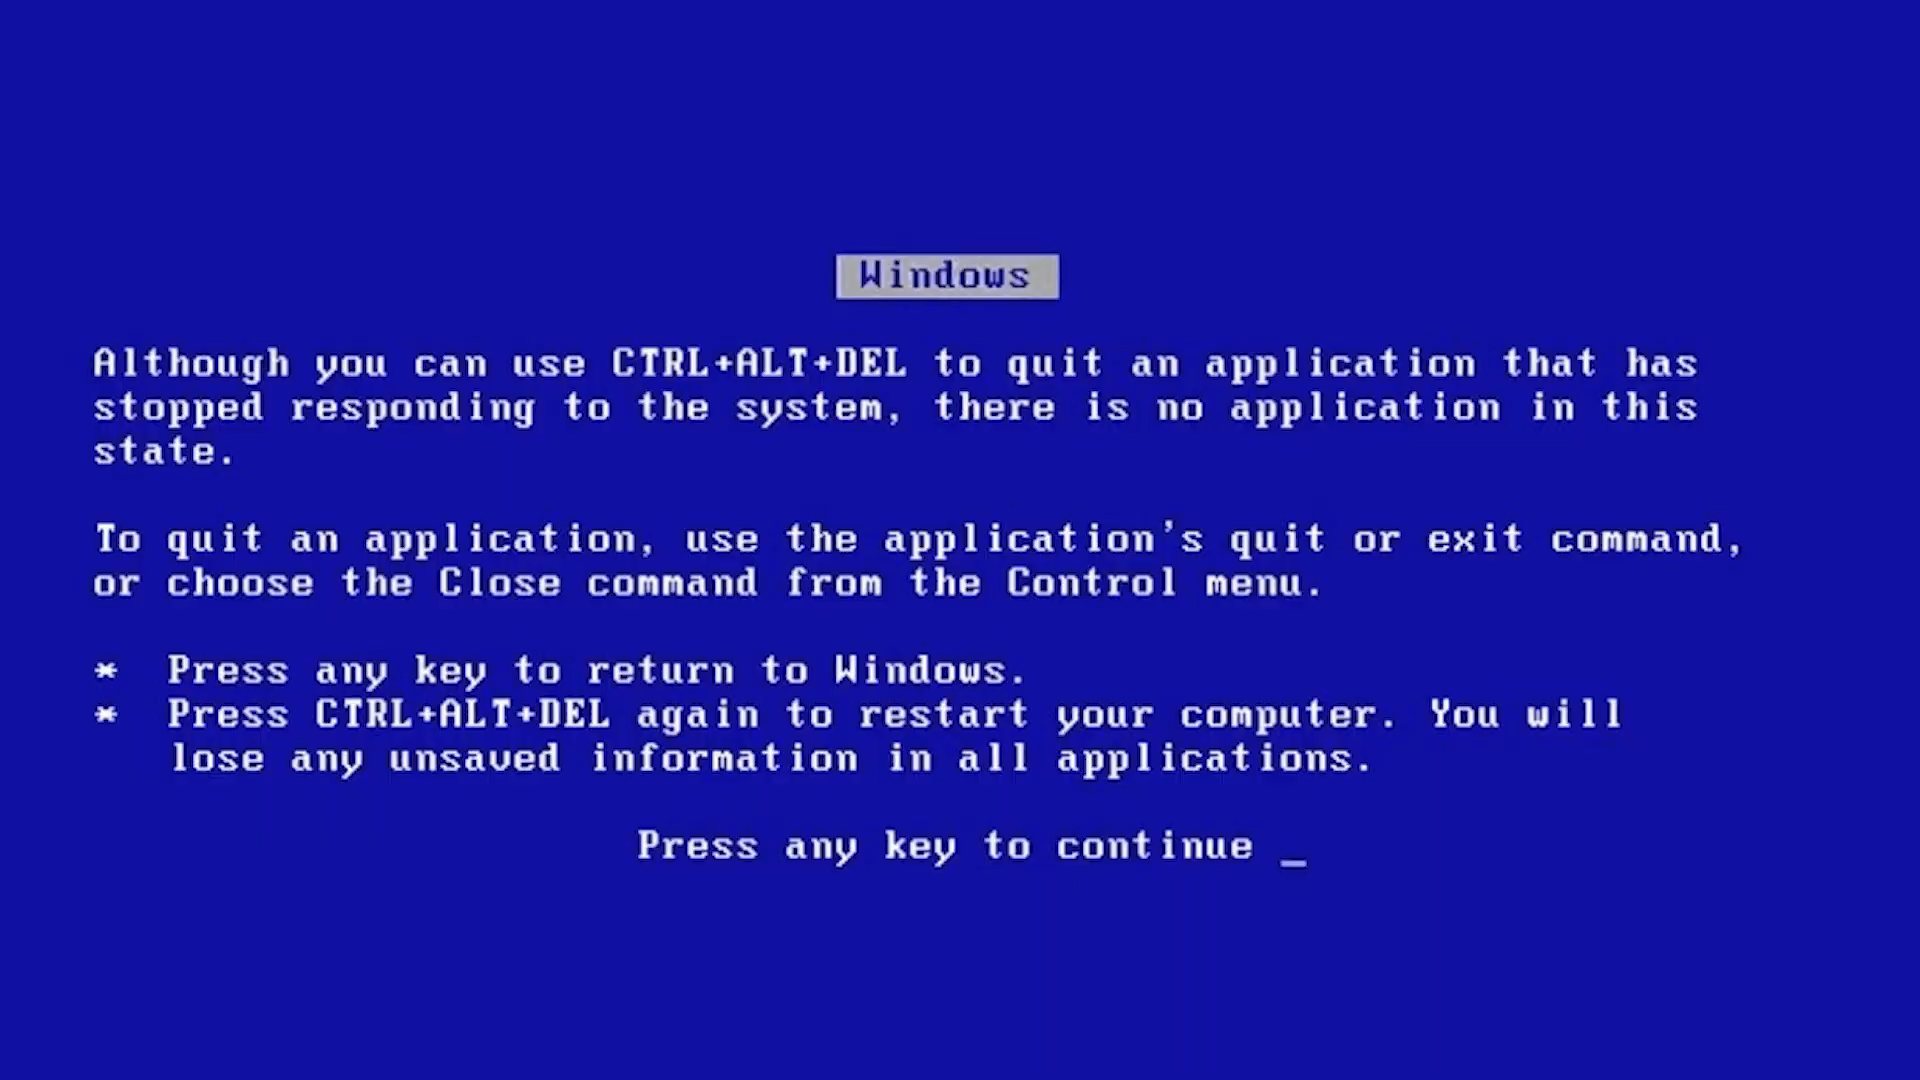 Windows
Although you can use CTRL+ALT+DEL to quit an application that has
stopped responding to the system, there is no application in this
state.
To quit an application, use the application's quit or exit command,
or choose the Close command from the Control menu.
* Press any key to return to Windows.
* Press CTRL+ALT+DEL again to restart your computer. You will
lose any unsaved information in all applications.
Press any key to continue _